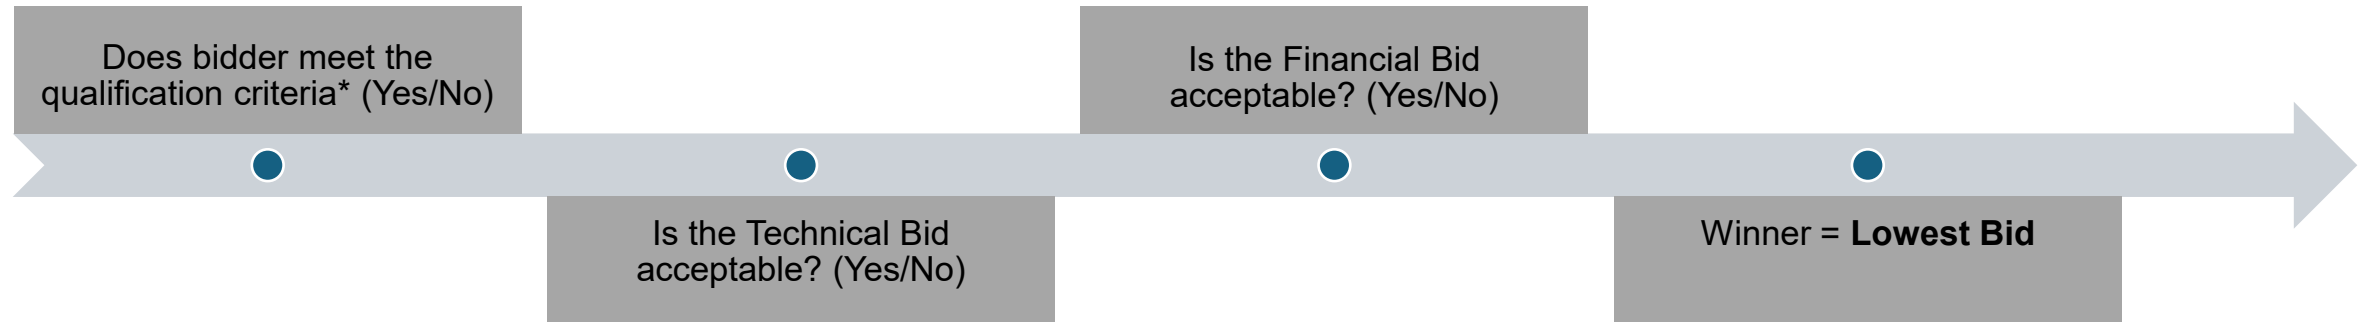 Does bidder meet the
qualification criteria* (Yes/No)
Is the Technical Bid
acceptable? (Yes/No)
Is the Financial Bid
acceptable? (Yes/No)
Winner = Lowest Bid